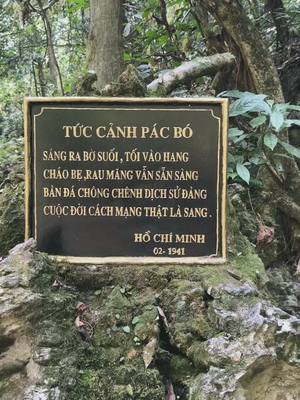 TỨC CẢNH PÁC BÓ
SÁNG RA BỜ SUỐI, TỐI VÀO HANG
CHÁO BẸ, RAU MĂNG VẪN SẴN SÀNG
BÀN ĐÁ CHÔNG CHÊNH DỊCH SỬ ĐẢNG
CUỘC ĐỜI CÁCH MẠNG THẬT LÀ SANG.
HỒ CHÍ MINH
02-1941